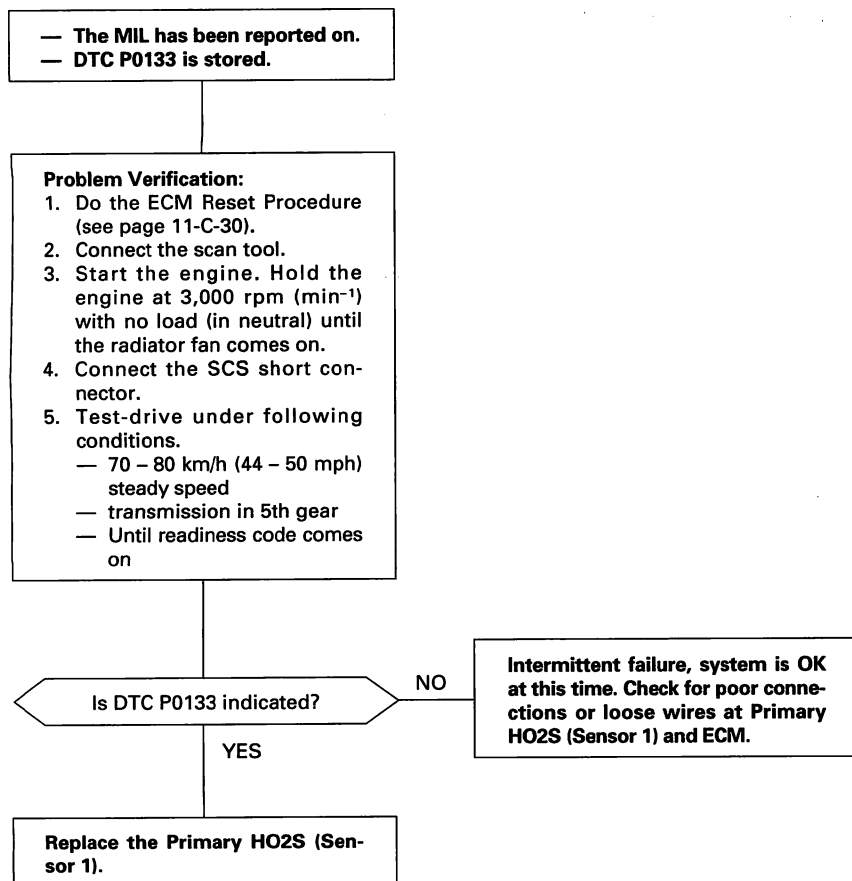 — The MIL has been reported on.
— DTC P0133 is stored.
Problem Verification:
1. Do the ECM Reset Procedure
(see page 11-C-30).
2. Connect the scan tool.
3. Start the engine. Hold the
engine at 3,000 rpm (min⁻¹)
with no load (in neutral) until
the radiator fan comes on.
4. Connect the SCS short con-
nector.
5. Test-drive under following
conditions.
— 70 – 80 km/h (44 – 50 mph)
steady speed
— transmission in 5th gear
— Until readiness code comes
on
Is DTC P0133 indicated?
NO
Intermittent failure, system is OK
at this time. Check for poor conne-
ctions or loose wires at Primary
HO2S (Sensor 1) and ECM.
YES
Replace the Primary HO2S (Sen-
sor 1).